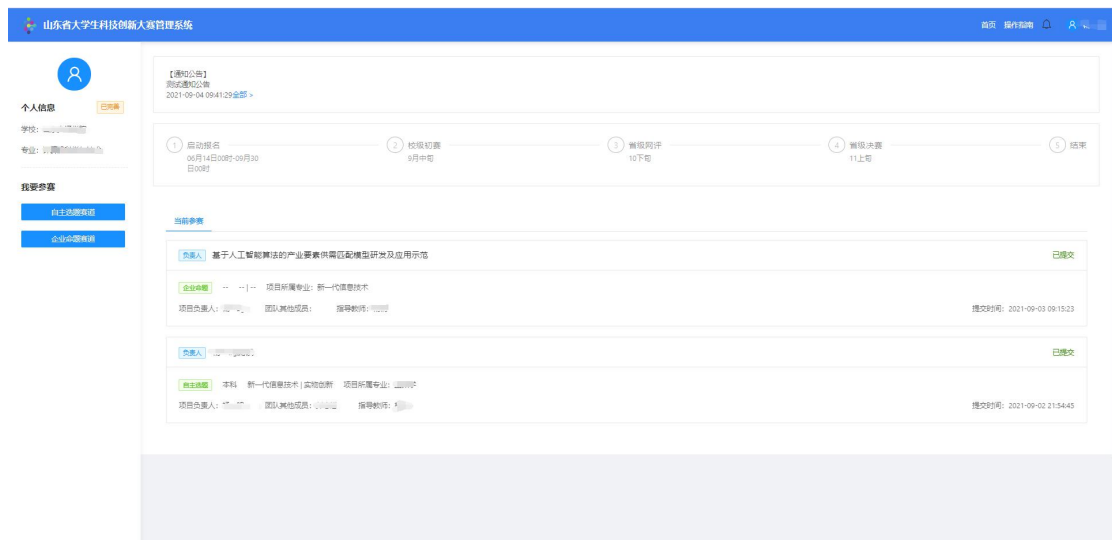 山东省大学生科技创新大赛管理系统
首页 操作指南
个人信息 已完善
学校：
专业：
我要参赛
自主选题赛道
企业命题赛道
【通知公告】
测试通知公告
2021-09-04 09:41:29全部 >
1 启动报名 2 校级初赛 3 省级网评 4 省级决赛 5 结束
06月14日00时-09月30 9月中旬 10下旬 11上旬
日00时
当前参赛
负责人 基于人工智能算法的产业要素供需匹配模型研发及应用示范 已提交
企业命题 -- --| -- 项目所属专业：新一代信息技术
项目负责人： 团队其他成员： 指导教师： 提交时间：2021-09-03 09:15:23
负责人 已提交
自主选题 本科 新一代信息技术 | 实物创新 项目所属专业：
项目负责人： 团队其他成员： 指导教师： 提交时间：2021-09-02 21:54:45